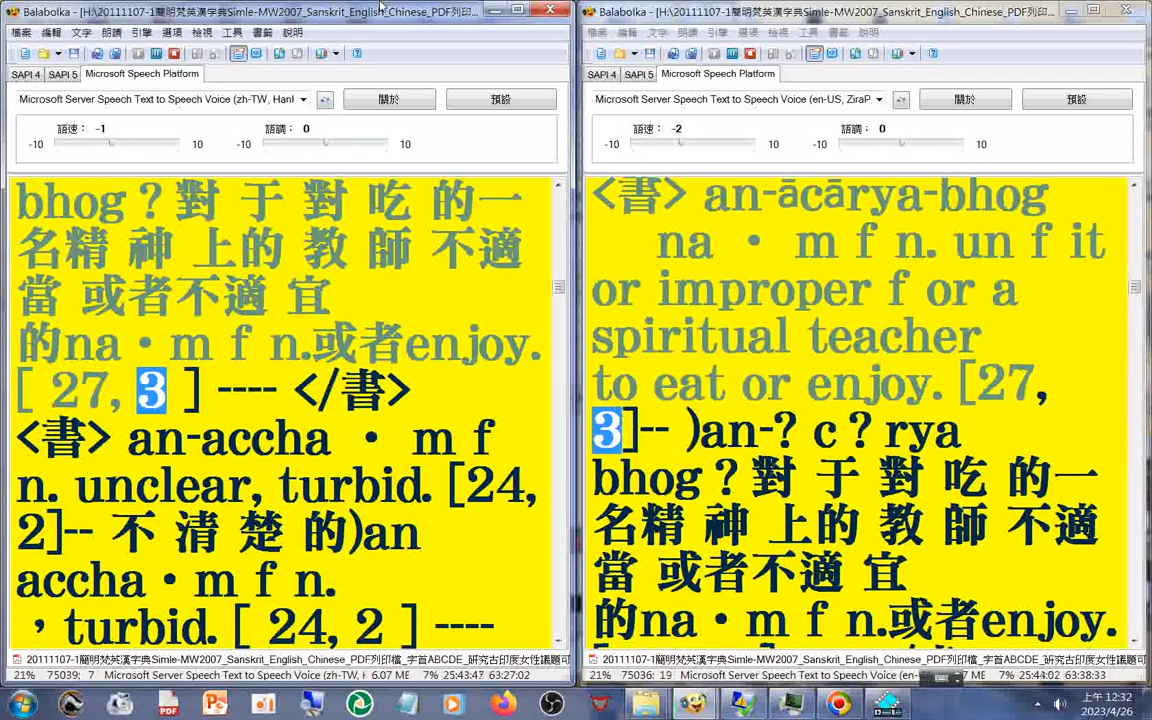 Balabolka - [H:\20111107-1簡明梵英漢字典Simle-MW2007_Sanskrit_English_Chinese_PDF列印...
檔案 編輯 文字 朗讀 引擎 選項 檢視 工具 書籤 說明
SAPI 4 SAPI 5 Microsoft Speech Platform
Microsoft Server Speech Text to Speech Voice (zh-TW, HanI
關於 預設
語速： -1 語調： 0
-10 10 -10 10
bhog？對 于 對 吃 的一
名精 神 上的 教 師 不適
當 或者不適 宜
的na・m f n.或者enjoy.
[ 27, 3 ] ---- </書>
<書> an-accha ・ m f
n. unclear, turbid. [24,
2]-- 不 清 楚 的)an
accha・m f n.
，turbid. [ 24, 2 ] ----
20111107-1簡明梵英漢字典Simle-MW2007_Sanskrit_English_Chinese_PDF列印檔_字首ABCDE_研究古印度女性議題可
21% 75039: 7 Microsoft Server Speech Text to Speech Voice (zh-TW, H 6.07 ME 7% 25:43:47 63:27:02
Balabolka - [H:\20111107-1簡明梵英漢字典Simle-MW2007_Sanskrit_English_Chinese_PDF列印...
檔案 編輯 文字 朗讀 引擎 選項 檢視 工具 書籤 說明
SAPI 4 SAPI 5 Microsoft Speech Platform
Microsoft Server Speech Text to Speech Voice (en-US, ZiraP
關於 預設
語速： -2 語調： 0
-10 10 -10 10
<書> an-ācārya-bhog
na ・ m f n. un f it
or improper f or a
spiritual teacher
to eat or enjoy. [27,
3]-- )an-? c？rya
bhog？對 于 對 吃 的一
名精 神 上的 教 師 不適
當 或者不適 宜
的na・m f n.或者enjoy.
20111107-1簡明梵英漢字典Simle-MW2007_Sanskrit_English_Chinese_PDF列印檔_字首ABCDE_研究古印度女性議題可
21% 75036: 19 Microsoft Server Speech Text to Speech Voice ME 7% 25:44:02 63:38:33
上午 12:32
2023/4/26